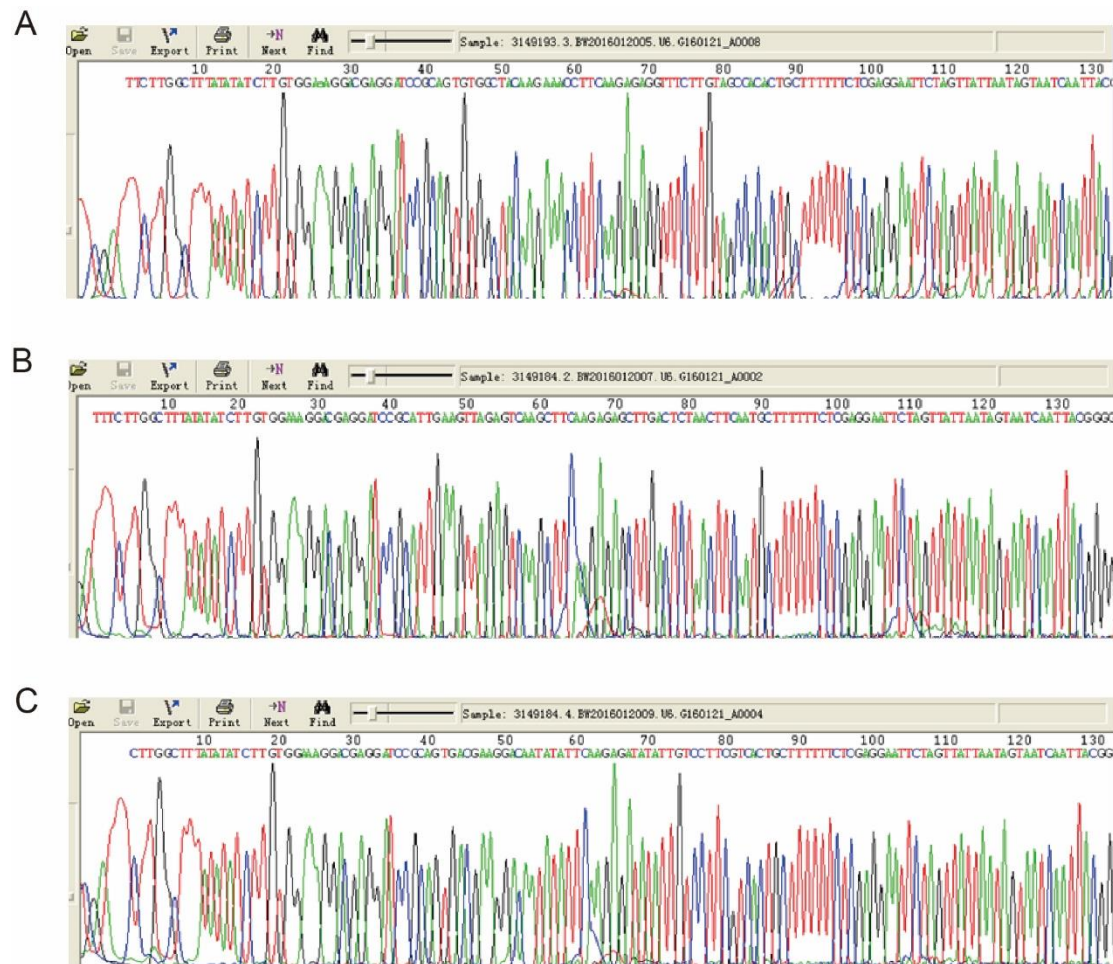 A
Open Save Export Print Next Find Sample: 3149193.3.BW2016012005.U6.G160121_A0008
10 20 30 40 50 60 70 80 90 100 110 120 130
TTCTTGGCTTTATATATCTTGTGGAAAGGACGAGGATCCGCAGTGTGGCTACAAGAAACCTTCAAGAGAGGTTTCTTGTAGCCACACTGCTTTTTTCTCGAGGAATTCTAGTTATTAATAGTAATCAATTACG
B
Open Save Export Print Next Find Sample: 3149184.2.BW2016012007.U6.G160121_A0002
10 20 30 40 50 60 70 80 90 100 110 120 130
TTTCTTGGCTTTATATATCTTGTGGAAAGGACGAGGATCCGCATTGAAGTTAGAGTCAAGCTTCAAGAGAGCTTGACTCTAACTTCAATGCTTTTTTCTCGAGGAATTCTAGTTATTAATAGTAATCAATTACGGGG
C
Open Save Export Print Next Find Sample: 3149184.4.BW2016012009.U6.G160121_A0004
10 20 30 40 50 60 70 80 90 100 110 120 130
CTTGGCTTTATATATCTTGTGGAAAGGACGAGGATCCGCAGTGACGAAGGACAATATATTCAAGAGATATATTGTCCTTCGTCACTGCTTTTTTCTCGAGGAATTCTAGTTATTAATAGTAATCAATTACGG